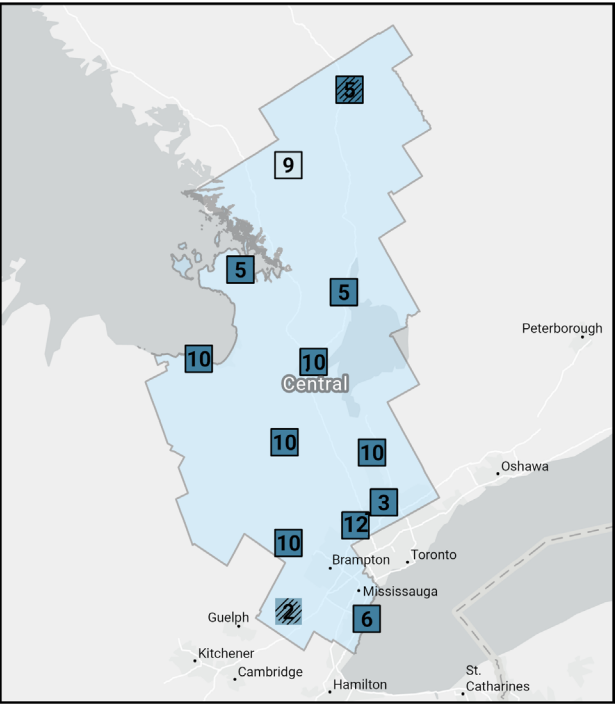 5
9
5
5
Peterborough
10
10
Central
10
10
Oshawa
3
12
10
Toronto
Brampton
Mississauga
2
6
Guelph
Kitchener
Cambridge
St.
Catharines
Hamilton